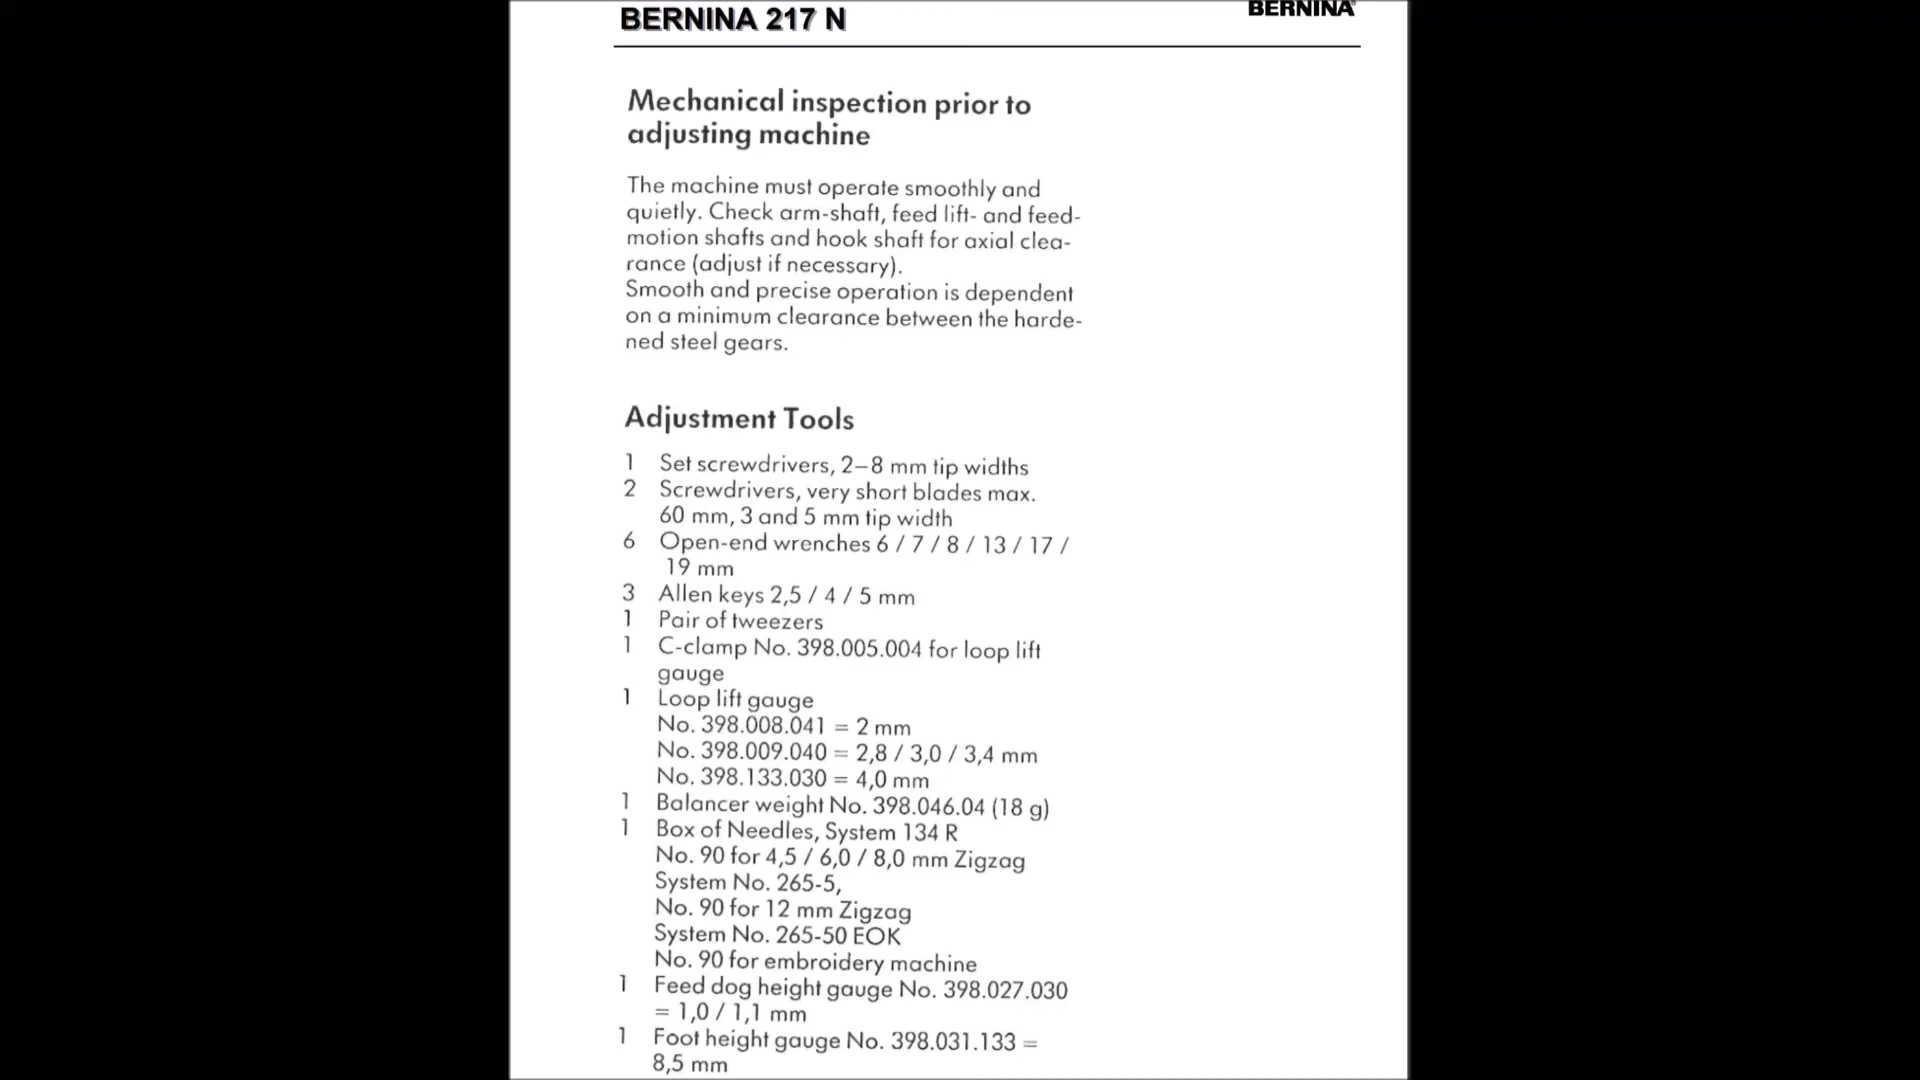 BERNINA 217 N
BERNINA
Mechanical inspection prior to
adjusting machine
The machine must operate smoothly and
quietly. Check arm-shaft, feed lift- and feed-
motion shafts and hook shaft for axial clea-
rance (adjust if necessary).
Smooth and precise operation is dependent
on a minimum clearance between the harde-
ned steel gears.
Adjustment Tools
1 Set screwdrivers, 2–8 mm tip widths
2 Screwdrivers, very short blades max.
60 mm, 3 and 5 mm tip width
6 Open-end wrenches 6 / 7 / 8 / 13 / 17 /
19 mm
3 Allen keys 2,5 / 4 / 5 mm
1 Pair of tweezers
1 C-clamp No. 398.005.004 for loop lift
gauge
1 Loop lift gauge
No. 398.008.041 = 2 mm
No. 398.009.040 = 2,8 / 3,0 / 3,4 mm
No. 398.133.030 = 4,0 mm
1 Balancer weight No. 398.046.04 (18 g)
1 Box of Needles, System 134 R
No. 90 for 4,5 / 6,0 / 8,0 mm Zigzag
System No. 265-5,
No. 90 for 12 mm Zigzag
System No. 265-50 EOK
No. 90 for embroidery machine
1 Feed dog height gauge No. 398.027.030
= 1,0 / 1,1 mm
1 Foot height gauge No. 398.031.133 =
8,5 mm